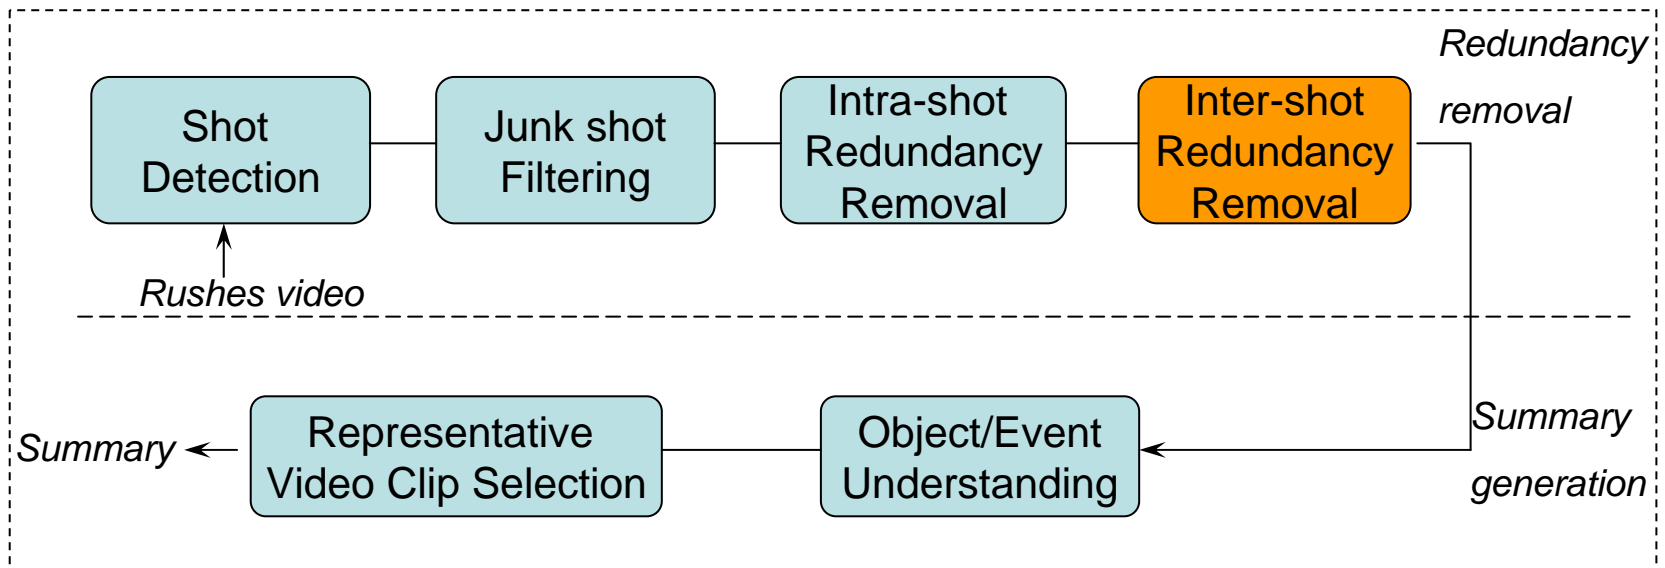 Redundancy
removal
Shot
Detection
Junk shot
Filtering
Intra-shot
Redundancy
Removal
Inter-shot
Redundancy
Removal
Rushes video
Summary
Representative
Video Clip Selection
Object/Event
Understanding
Summary
generation